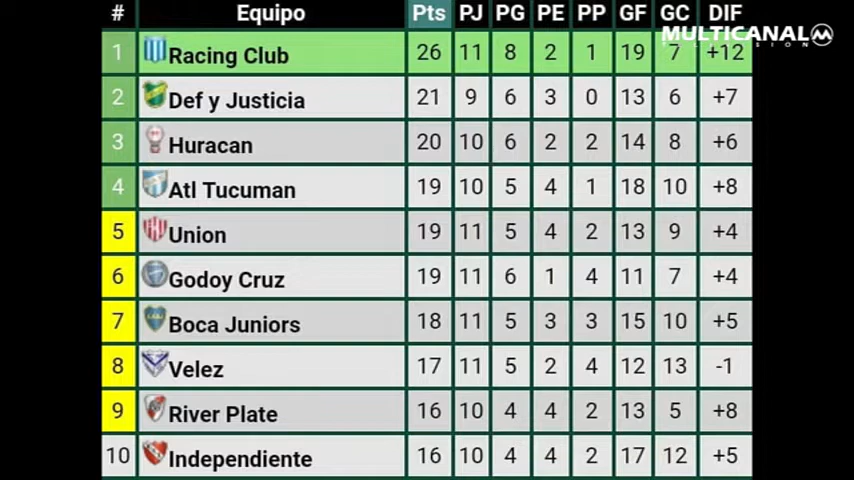 # Equipo Pts PJ PG PE PP GF GC DIF
MULTICANAL
TELEVISION
1 Racing Club 26 11 8 2 1 19 7 +12
2 Def y Justicia 21 9 6 3 0 13 6 +7
3 Huracan 20 10 6 2 2 14 8 +6
4 Atl Tucuman 19 10 5 4 1 18 10 +8
5 Union 19 11 5 4 2 13 9 +4
6 Godoy Cruz 19 11 6 1 4 11 7 +4
7 Boca Juniors 18 11 5 3 3 15 10 +5
8 Velez 17 11 5 2 4 12 13 -1
9 River Plate 16 10 4 4 2 13 5 +8
10 Independiente 16 10 4 4 2 17 12 +5